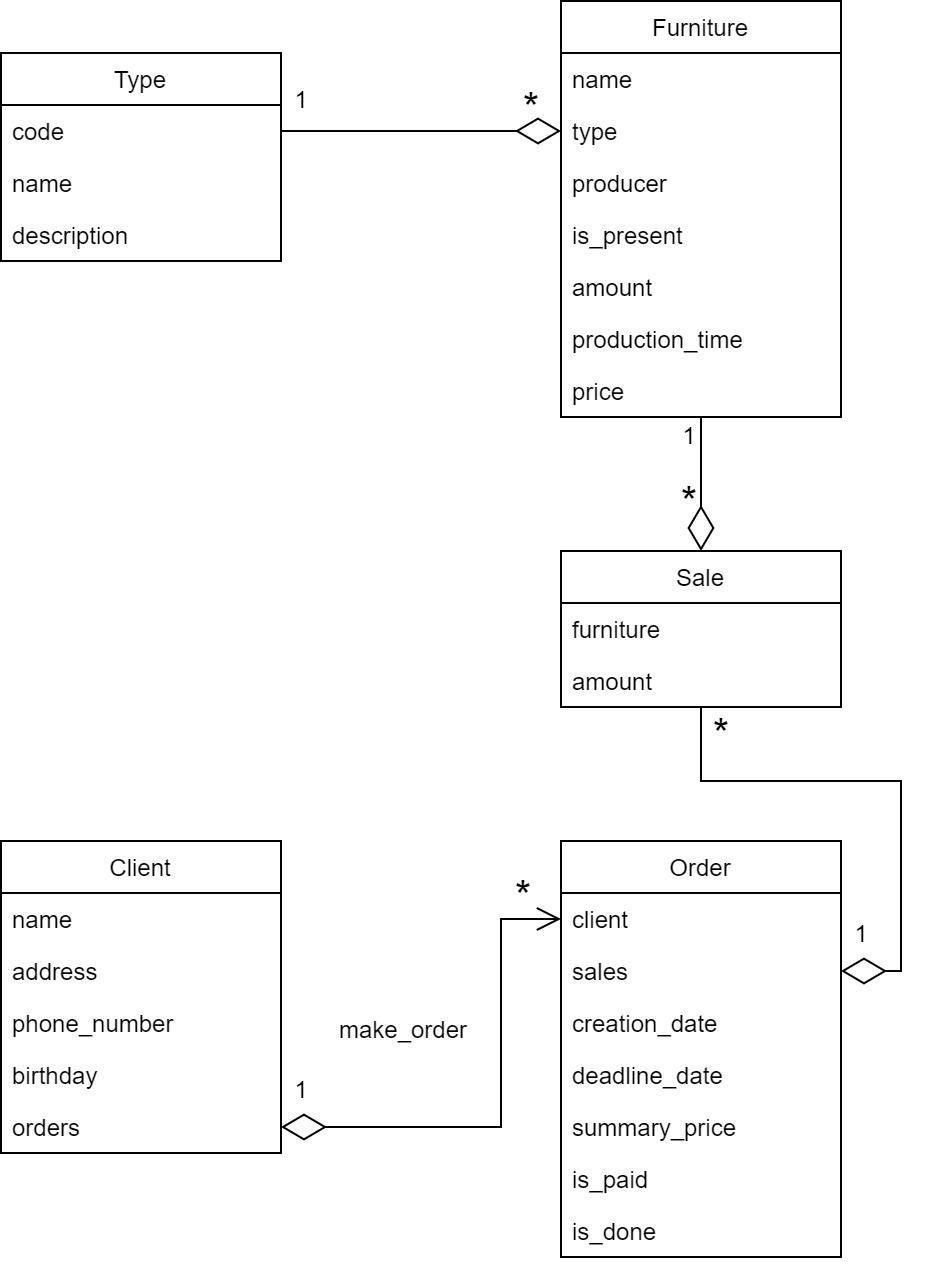 Furniture
name
type
producer
is_present
amount
production_time
price
Type
code
name
description
1
*
1
*
Sale
furniture
amount
*
1
Client
name
address
phone_number
birthday
orders
1
make_order
*
Order
client
sales
creation_date
deadline_date
summary_price
is_paid
is_done